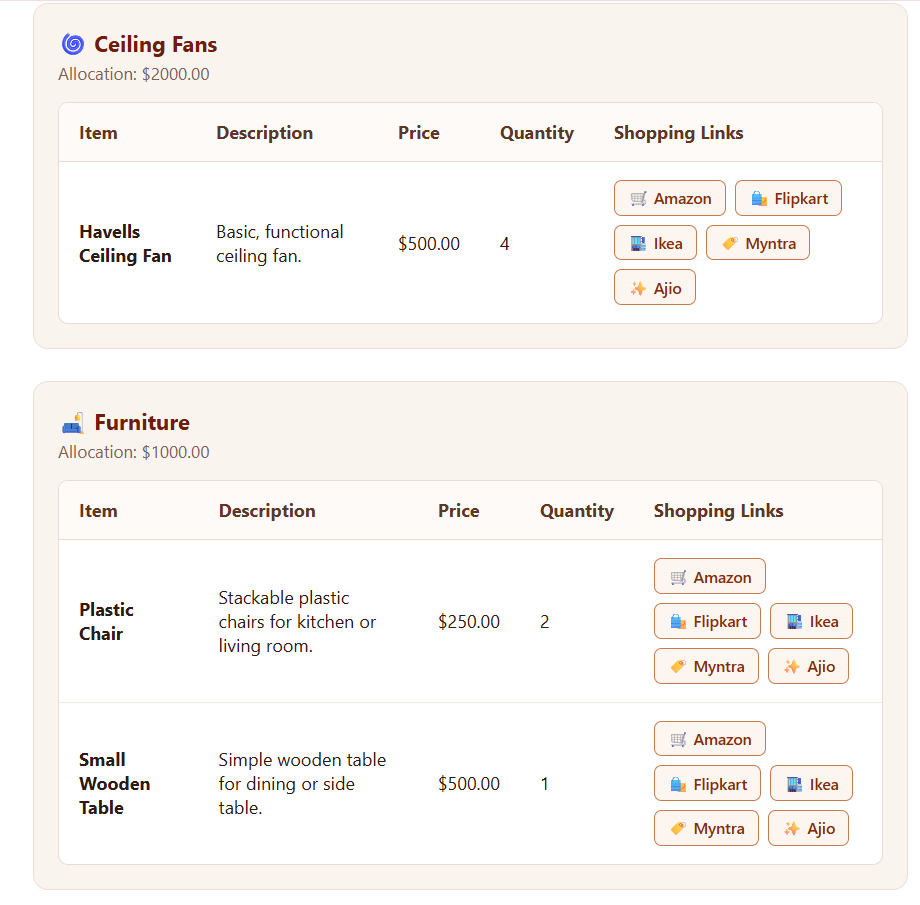 Ceiling Fans
Allocation: $2000.00
Item Description Price Quantity Shopping Links
Havells
Ceiling Fan
Basic, functional
ceiling fan.
$500.00
4
Amazon Flipkart
Ikea Myntra
Ajio
Furniture
Allocation: $1000.00
Item Description Price Quantity Shopping Links
Plastic
Chair
Stackable plastic
chairs for kitchen or
living room.
$250.00
2
Amazon
Flipkart Ikea
Myntra Ajio
Small
Wooden
Table
Simple wooden table
for dining or side
table.
$500.00
1
Amazon
Flipkart Ikea
Myntra Ajio